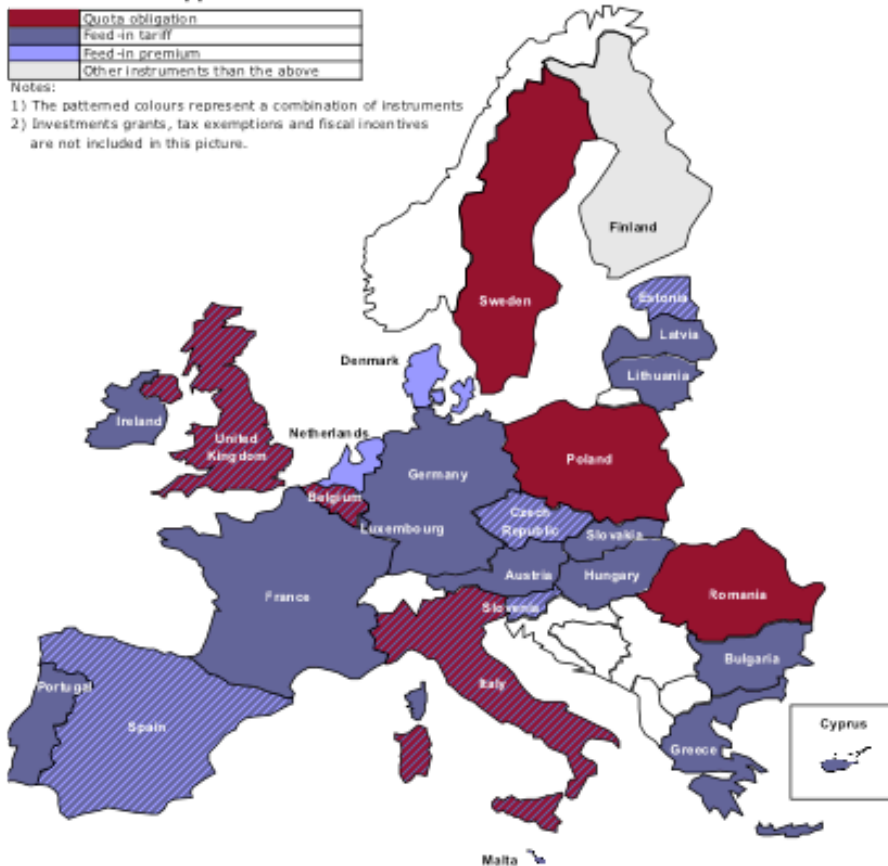 Quota obligation
Feed-in tariff
Feed-in premium
Other instruments than the above
Notes:
1) The patterned colours represent a combination of instruments
2) Investments grants, tax exemptions and fiscal incentives
are not included in this picture.
Finland
Sweden
Estonia
Latvia
Denmark
Lithuania
Ireland
United
Kingdom
Netherlands
Poland
Germany
Belgium
Czech
Republic
Luxembourg
Slovakia
Austria
Hungary
France
Romania
Slovenia
Bulgaria
Italy
Portugal
Spain
Cyprus
Greece
Malta